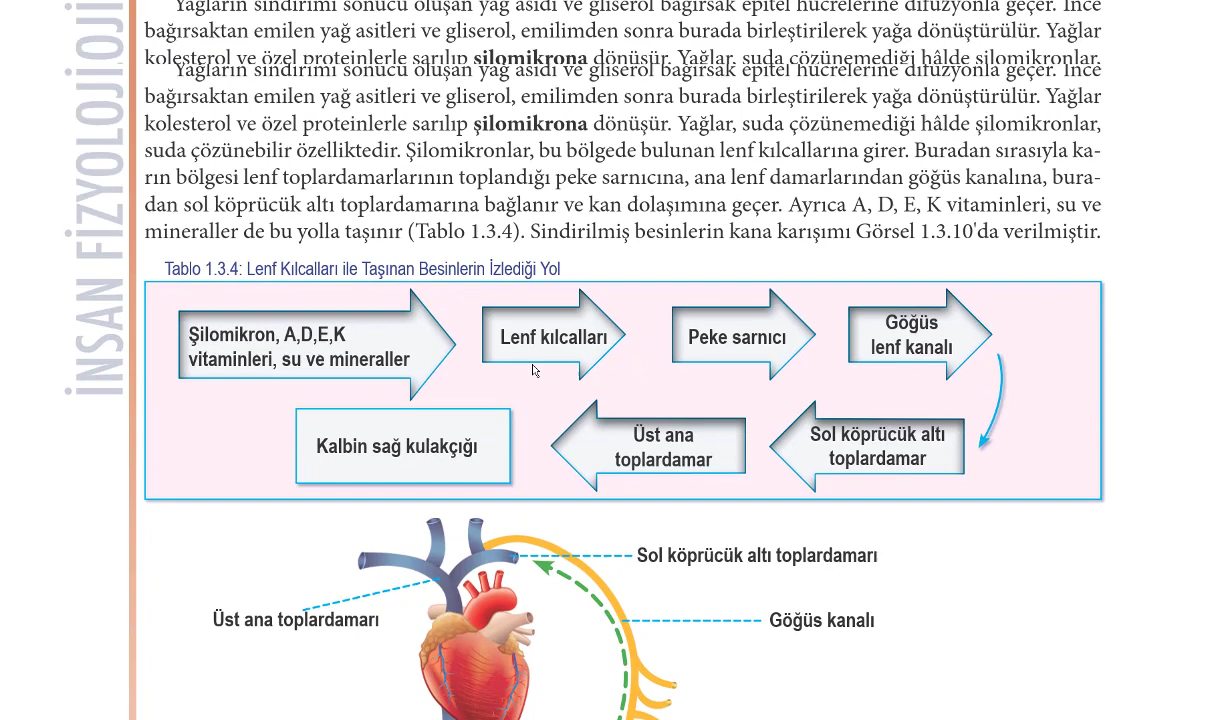 Yağların sindirimi sonucu oluşan yağ asidi ve gliserol bağırsak epitel hücrelerine difüzyonla geçer. İnce
bağırsaktan emilen yağ asitleri ve gliserol, emilimden sonra burada birleştirilerek yağa dönüştürülür. Yağlar
kolesterol ve özel proteinlerle sarılıp şilomikrona dönüşür. Yağlar, suda çözünemediği hâlde şilomikronlar,
Yağların sindirimi sonucu oluşan yağ asidi ve gliserol bağırsak epitel hücrelerine difüzyonla geçer. İnce
bağırsaktan emilen yağ asitleri ve gliserol, emilimden sonra burada birleştirilerek yağa dönüştürülür. Yağlar
kolesterol ve özel proteinlerle sarılıp şilomikrona dönüşür. Yağlar, suda çözünemediği hâlde şilomikronlar,
suda çözünebilir özelliktedir. Şilomikronlar, bu bölgede bulunan lenf kılcallarına girer. Buradan sırasıyla ka-
rın bölgesi lenf toplardamarlarının toplandığı peke sarnıcına, ana lenf damarlarından göğüs kanalına, bura-
dan sol köprücük altı toplardamarına bağlanır ve kan dolaşımına geçer. Ayrıca A, D, E, K vitaminleri, su ve
mineraller de bu yolla taşınır (Tablo 1.3.4). Sindirilmiş besinlerin kana karışımı Görsel 1.3.10'da verilmiştir.
İNSAN FİZYOLOJİ
Tablo 1.3.4: Lenf Kılcalları ile Taşınan Besinlerin İzlediği Yol
Şilomikron, A,D,E,K
vitaminleri, su ve mineraller
Lenf kılcalları
Peke sarnıcı
Göğüs
lenf kanalı
Sol köprücük altı
toplardamar
Üst ana
toplardamar
Kalbin sağ kulakçığı
Sol köprücük altı toplardamarı
Üst ana toplardamarı
Göğüs kanalı